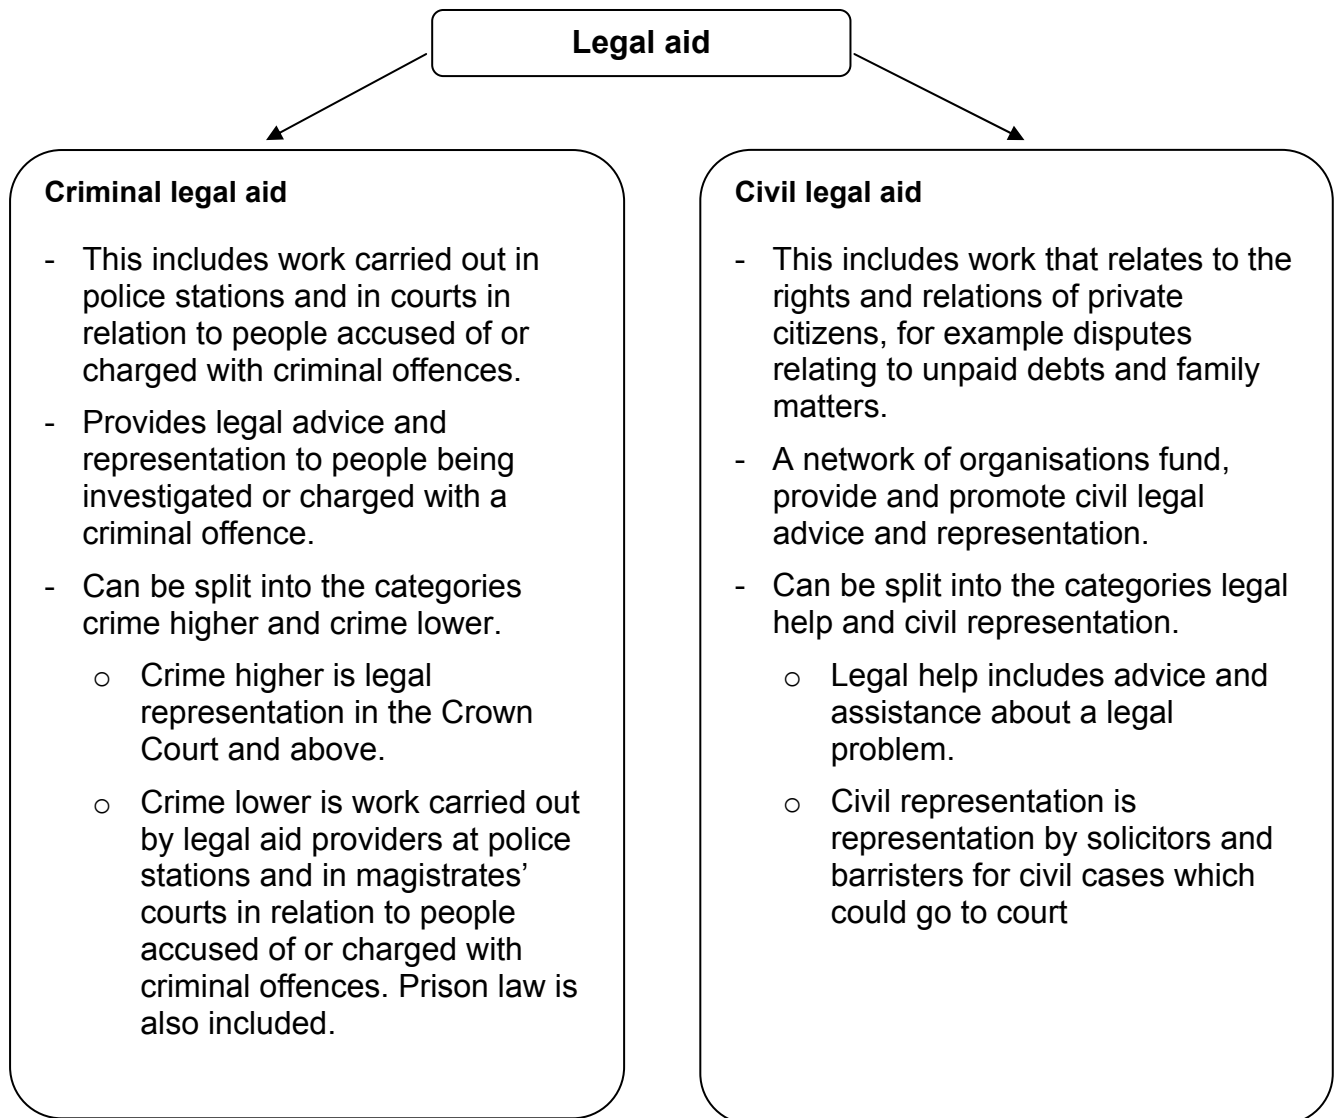 Legal aid
Criminal legal aid
- This includes work carried out in
police stations and in courts in
relation to people accused of or
charged with criminal offences.
- Provides legal advice and
representation to people being
investigated or charged with a
criminal offence.
- Can be split into the categories
crime higher and crime lower.
o Crime higher is legal
representation in the Crown
Court and above.
o Crime lower is work carried out
by legal aid providers at police
stations and in magistrates’
courts in relation to people
accused of or charged with
criminal offences. Prison law is
also included.
Civil legal aid
- This includes work that relates to the
rights and relations of private
citizens, for example disputes
relating to unpaid debts and family
matters.
- A network of organisations fund,
provide and promote civil legal
advice and representation.
- Can be split into the categories legal
help and civil representation.
o Legal help includes advice and
assistance about a legal
problem.
o Civil representation is
representation by solicitors and
barristers for civil cases which
could go to court